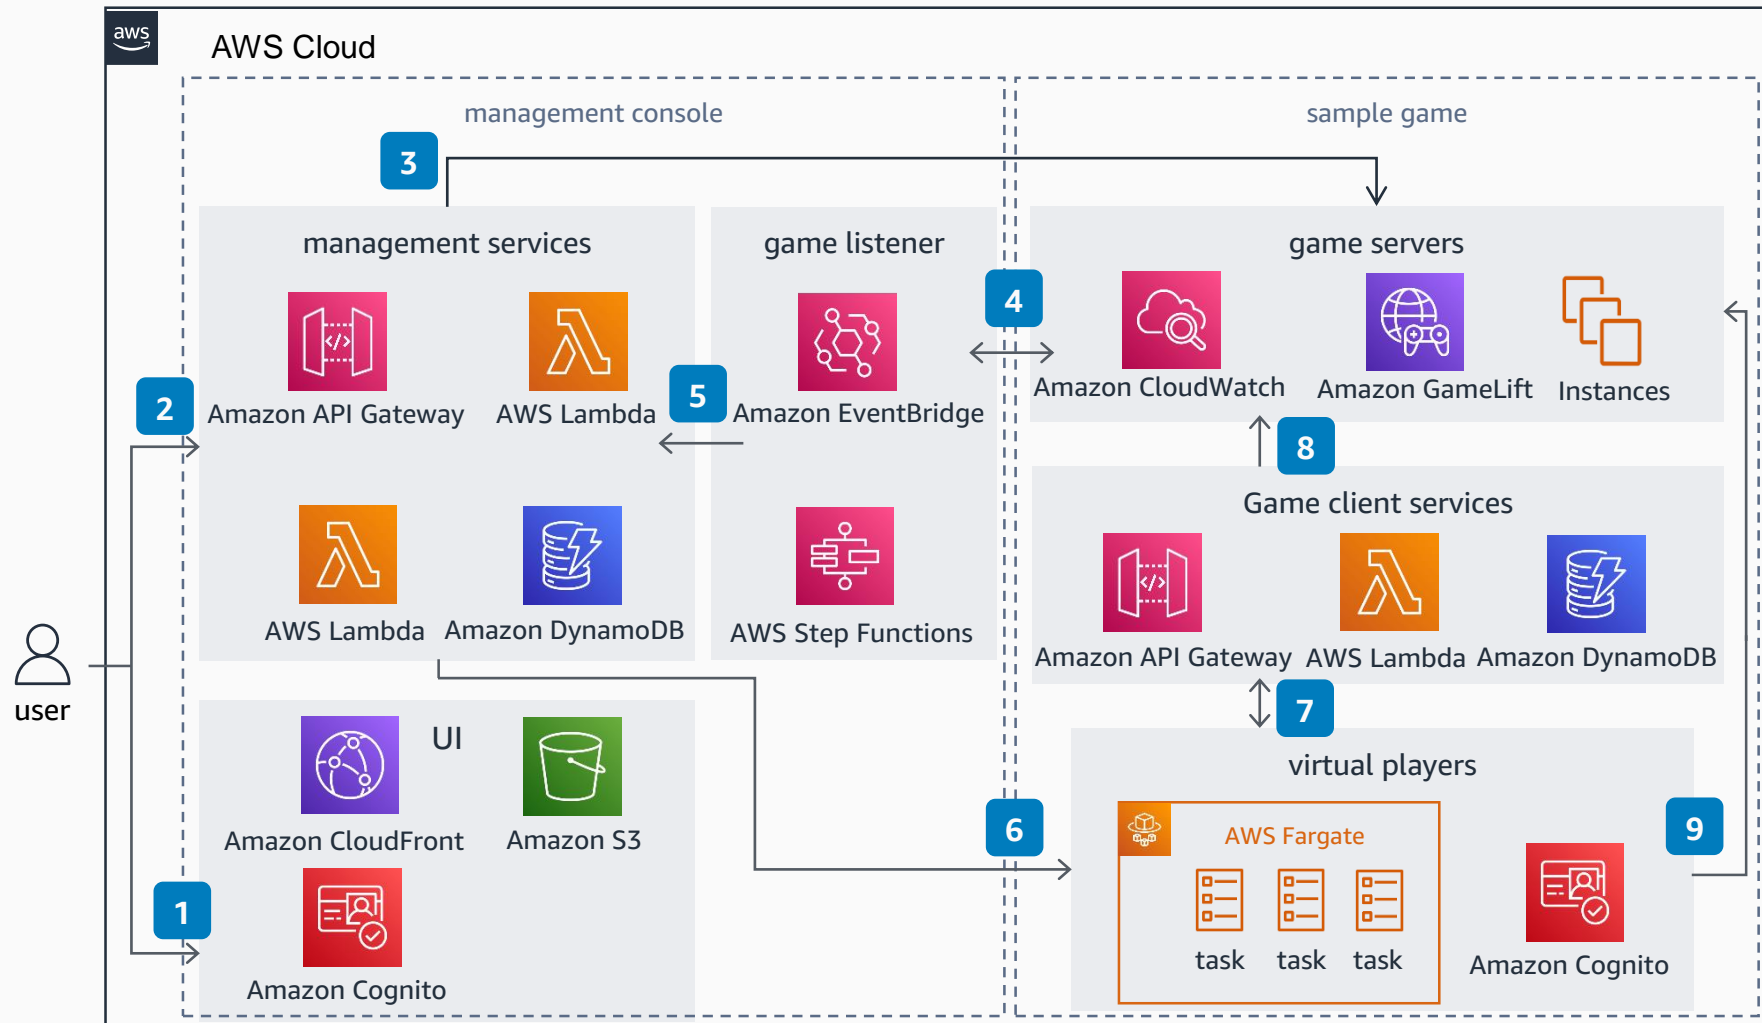 aws
AWS Cloud
management console
sample game
3
management services
game listener
game servers
4
Amazon CloudWatch
Amazon GameLift
Instances
2
5
Amazon API Gateway
AWS Lambda
Amazon EventBridge
8
Game client services
AWS Lambda
Amazon DynamoDB
AWS Step Functions
Amazon API Gateway
AWS Lambda
Amazon DynamoDB
user
7
UI
virtual players
Amazon CloudFront
Amazon S3
6
AWS Fargate
9
1
task
task
task
Amazon Cognito
Amazon Cognito